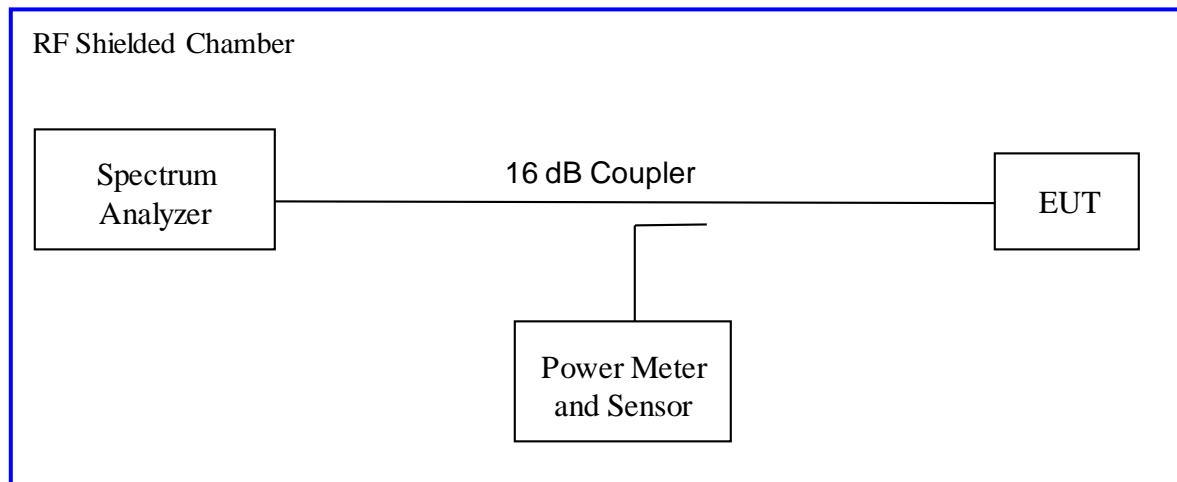 RF Shielded Chamber
16 dB Coupler
Spectrum
Analyzer
EUT
Power Meter
and Sensor